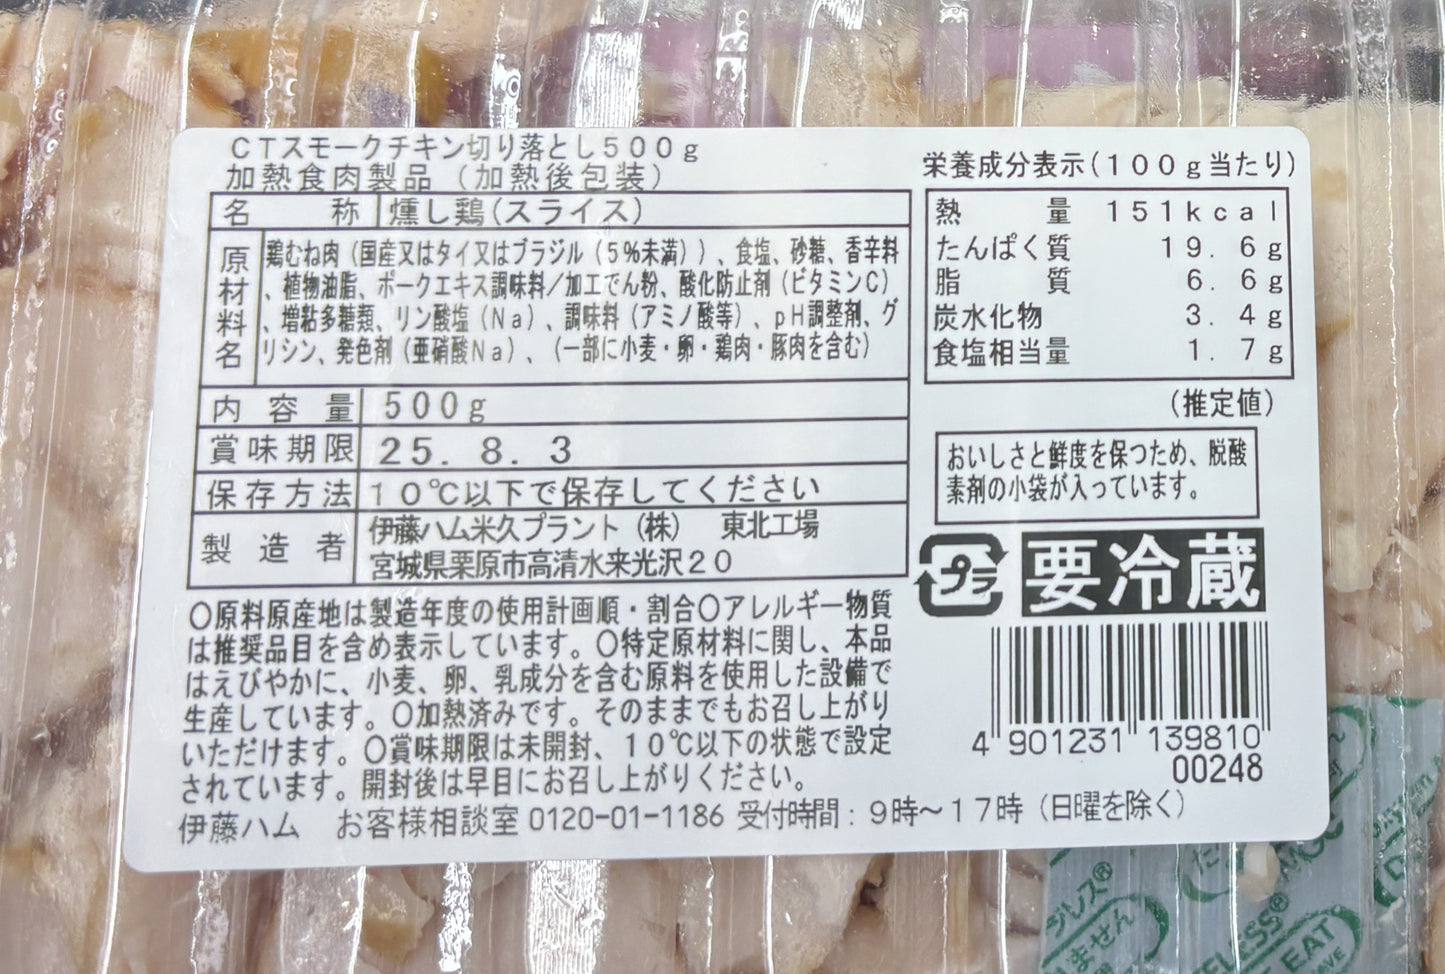 CTスモークチキン切り落とし500g
加熱食肉製品(加熱後包装)
名称 燻し鶏(スライス)
原材料名 鶏むね肉(国産又はタイ又はブラジル(5%未満))、食塩、砂糖、香辛料
、植物油脂、ポークエキス調味料/加工でん粉、酸化防止剤(ビタミンC)
、増粘多糖類、リン酸塩(Na)、調味料(アミノ酸等)、pH調整剤、グ
リシン、発色剤(亜硝酸Na)、(一部に小麦・卵・鶏肉・豚肉を含む)
内容量 500g
賞味期限 25.8.3
保存方法 10℃以下で保存してください
製造者 伊藤ハム米久プラント(株) 東北工場
宮城県栗原市高清水来光沢20
〇原料原産地は製造年度の使用計画順・割合〇アレルギー物質
は推奨品目を含め表示しています。〇特定原材料に関し、本品
はえびやかに、小麦、卵、乳成分を含む原料を使用した設備で
生産しています。〇加熱済みです。そのままでもお召し上がり
いただけます。〇賞味期限は未開封、10℃以下の状態で設定
されています。開封後は早目にお召し上がりください。
伊藤ハム お客様相談室 0120-01-1186 受付時間:9時~17時(日曜を除く)
栄養成分表示(100g当たり)
熱量 151kcal
たんぱく質 19.6g
脂質 6.6g
炭水化物 3.4g
食塩相当量 1.7g
(推定値)
おいしさと鮮度を保つため、脱酸
素剤の小袋が入っています。
プラ
要冷蔵
4 901231 139810
00248
ません
EAT